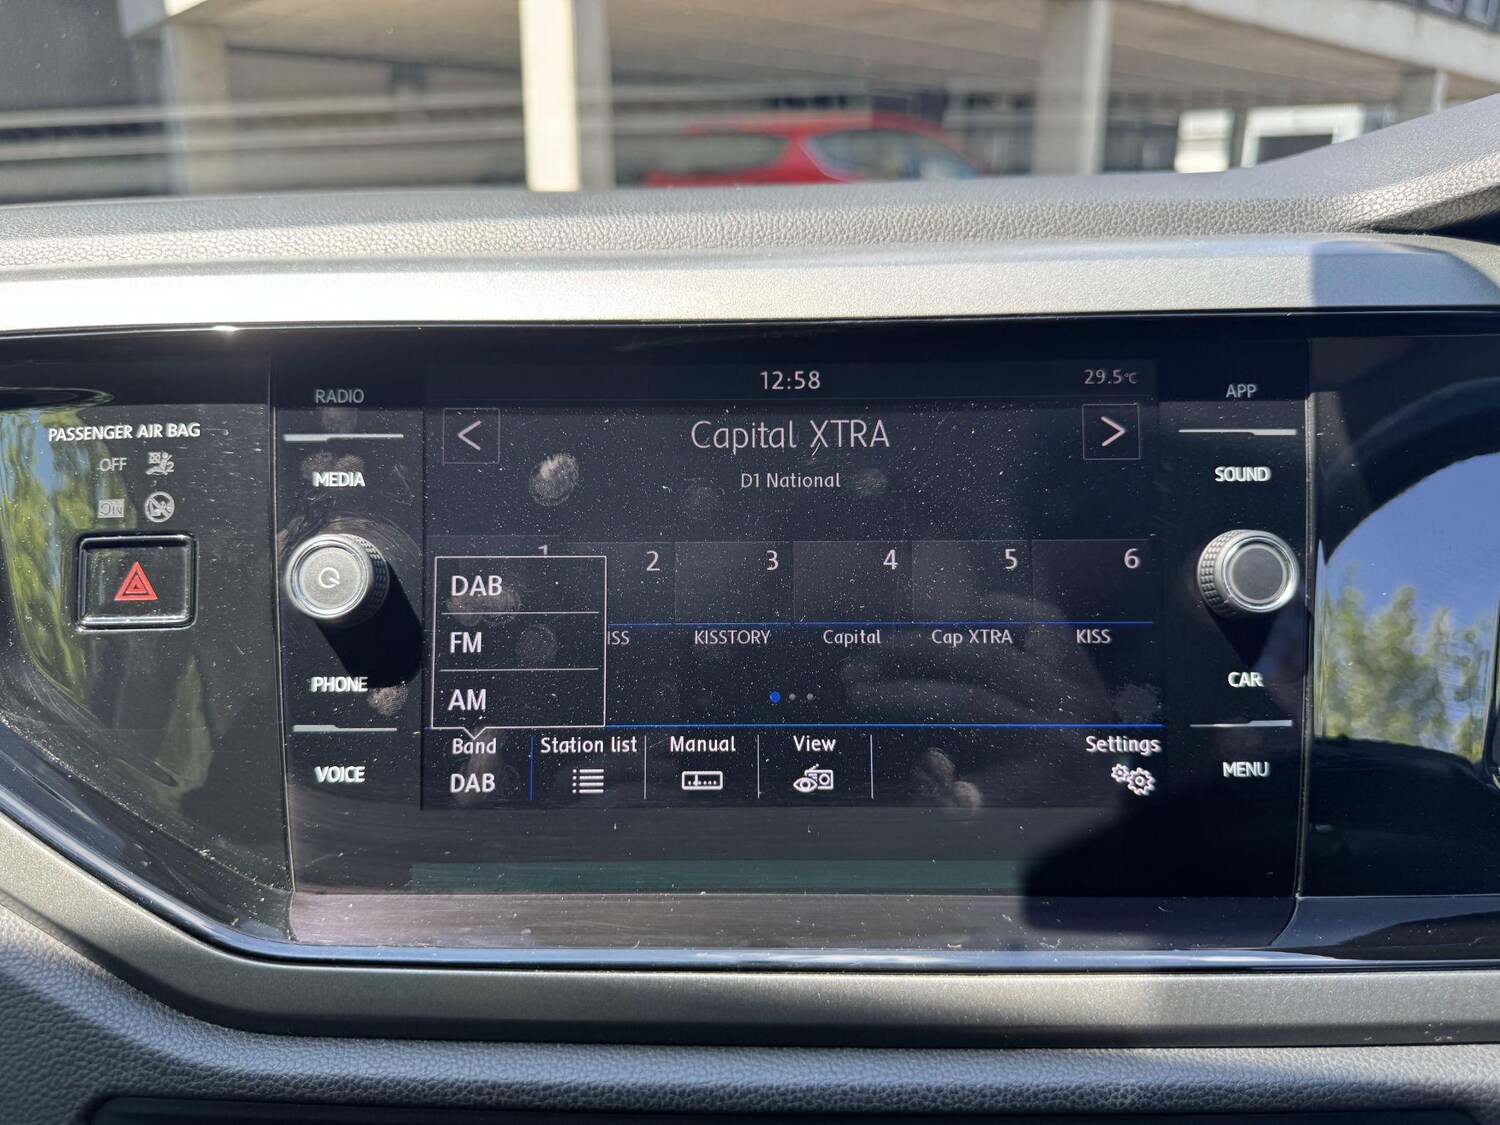 12:58
29.5°C
<
Capital XTRA
>
D1 National
RADIO
MEDIA
PHONE
VOICE
PASSENGER AIR BAG
OFF
ON
1
2
3
4
5
6
DAB
FM
AM
ISS
KISSTORY
Capital
Cap XTRA
KISS
Band
DAB
Station list
Manual
View
Settings
APP
SOUND
CAR
MENU